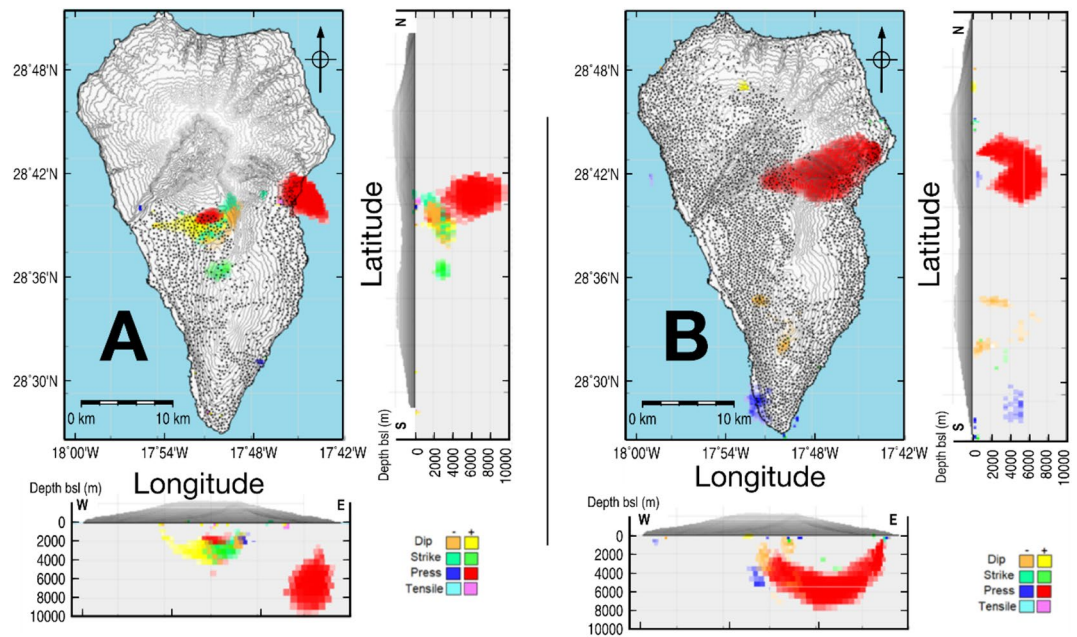 A
28°48'N
28°42'N
28°36'N
28°30'N
0 km 10 km
18°00'W 17°54'W 17°48'W 17°42'W
Longitude
Latitude
N
S
Depth bsl (m)
0 2000 4000 6000 8000 10000
Depth bsl (m)
W E
0
2000
4000
6000
8000
10000
- +
Dip
Strike
Press
Tensile
B
28°48'N
28°42'N
28°36'N
28°30'N
0 km 10 km
18°00'W 17°54'W 17°48'W 17°42'W
Longitude
Latitude
N
S
Depth bsl (m)
0 2000 4000 6000 8000 10000
Depth bsl (m)
W E
0
2000
4000
6000
8000
10000
- +
Dip
Strike
Press
Tensile